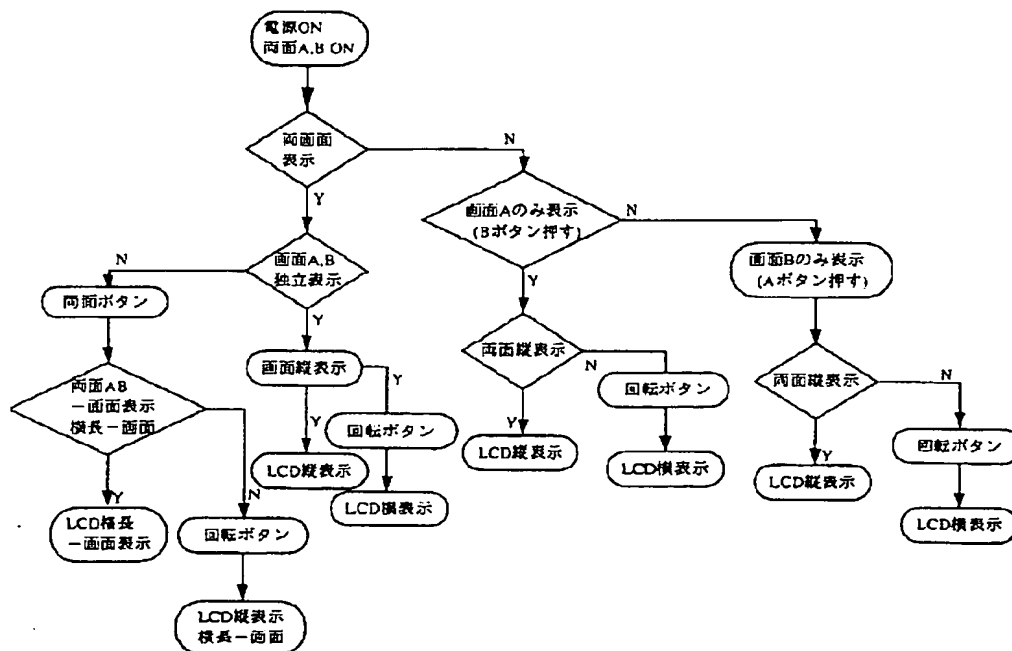 電源ON
両面A,B ON
両画面
表示
N
Y
画面Aのみ表示
(Bボタン押す)
N
画面A,B
独立表示
N
Y
画面Bのみ表示
(Aボタン押す)
両面ボタン
Y
Y
両面縦表示
N
画面縦表示
Y
両面縦表示
N
両面AB
一画面表示
横長一画面
回転ボタン
Y
回転ボタン
Y
LCD縦表示
回転ボタン
Y
LCD縦表示
LCD横表示
LCD縦表示
N
Y
LCD横表示
LCD横長
一画面表示
回転ボタン
LCD横表示
LCD縦表示
横長一画面